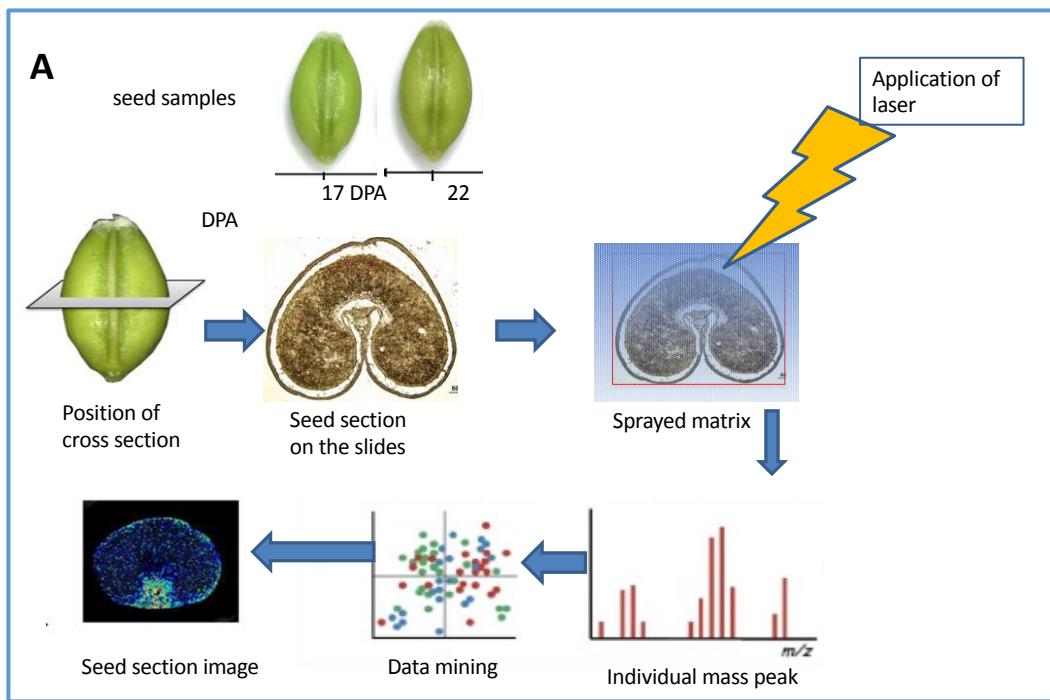 A
seed samples
Application of
laser
17 DPA
22
DPA
Position of
cross section
Seed section
on the slides
Sprayed matrix
50
m/z
Seed section image
Data mining
Individual mass peak